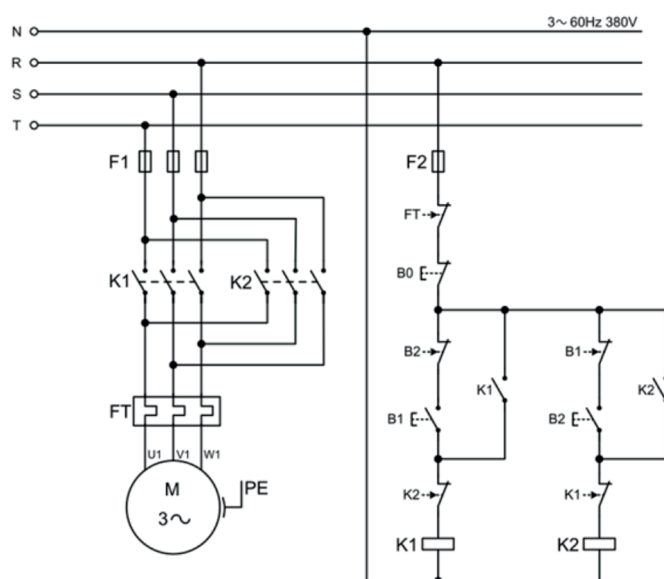 N
3~ 60Hz 380V
R
S
T
F1
F2
FT
B0
K1
K2
B2
K1
B1
K2
B1
B2
FT
U1
V1
W1
M
3~
PE
K2
K1
K1
K2